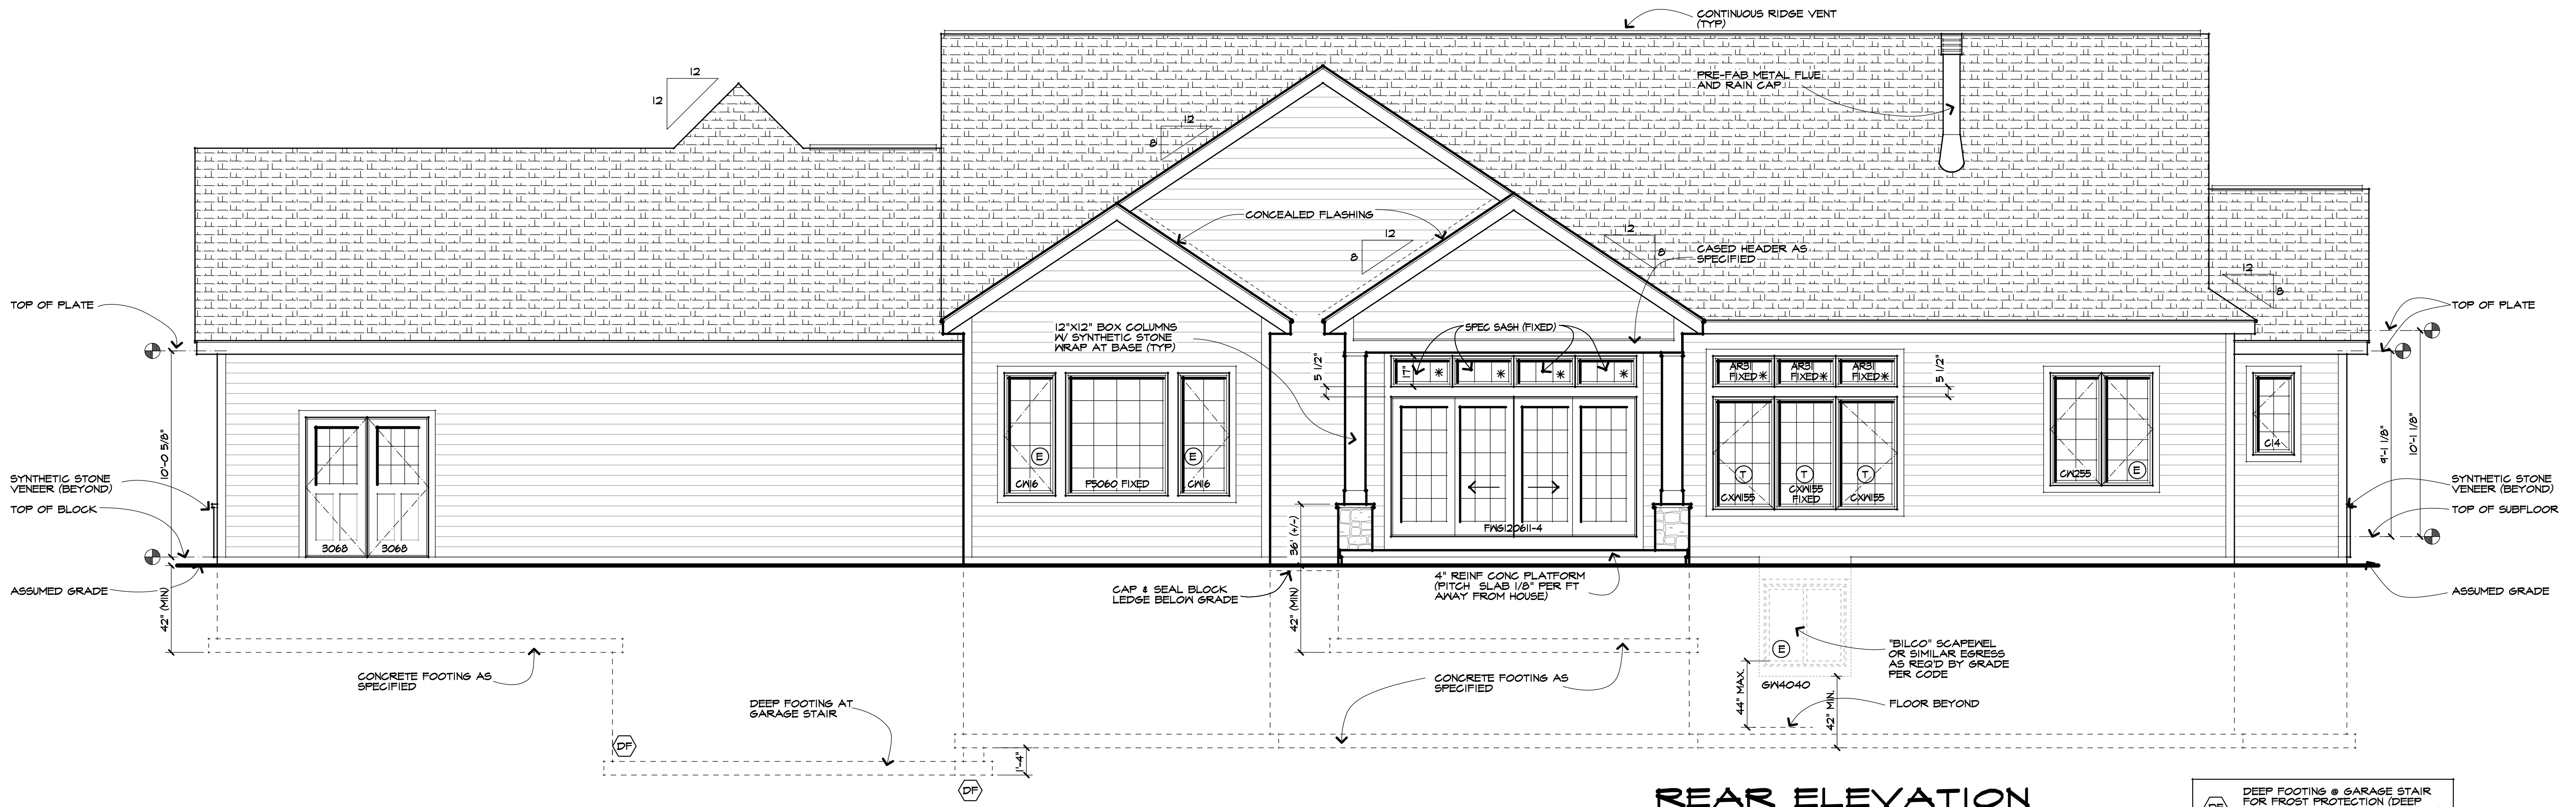 CONTINUOUS RIDGE VENT
(TYP)
12
12
PRE-FAB METAL FLUE
AND RAIN CAP
12
8
CONCEALED FLASHING
12
8
12
8
CASED HEADER AS
SPECIFIED
12
8
TOP OF PLATE
TOP OF PLATE
12"X12" BOX COLUMNS
W/ SYNTHETIC STONE
WRAP AT BASE (TYP)
SPEC SASH (FIXED)
5 1/2"
17"
*
*
*
*
AR31
FIXED*
AR31
FIXED*
AR31
FIXED*
5 1/2"
10'-0 5/8"
9'-1 1/8"
10'-1 1/8"
C14
E
E
CW16
P5060 FIXED
CW16
T
T
T
CXW155
CXW155
FIXED
CXW155
CW255
E
SYNTHETIC STONE
VENEER (BEYOND)
TOP OF BLOCK
SYNTHETIC STONE
VENEER (BEYOND)
TOP OF SUBFLOOR
3068
3068
36' (+/-)
FWG120611-4
ASSUMED GRADE
42" (MIN)
CAP & SEAL BLOCK
LEDGE BELOW GRADE
42" (MIN)
4" REINF CONC PLATFORM
(PITCH SLAB 1/8" PER FT
AWAY FROM HOUSE)
ASSUMED GRADE
E
"BILCO" SCAPEWEL
OR SIMILAR EGRESS
AS REQ'D BY GRADE
PER CODE
CONCRETE FOOTING AS
SPECIFIED
CONCRETE FOOTING AS
SPECIFIED
GW4040
44" MAX.
42" MIN.
FLOOR BEYOND
DEEP FOOTING AT
GARAGE STAIR
DF
1'-4"
DF
REAR ELEVATION
DF
DEEP FOOTING @ GARAGE STAIR
FOR FROST PROTECTION (DEEP